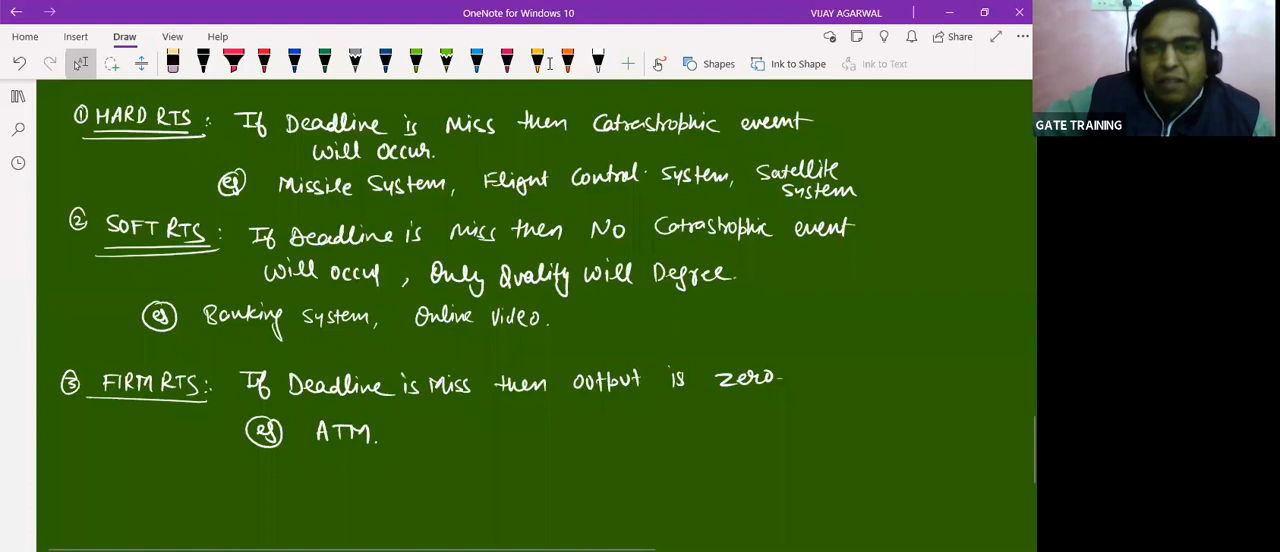 OneNote for Windows 10
VIJAY AGARWAL
Home Insert Draw View Help
Share
Shapes
Ink to Shape
Ink to Text
GATE TRAINING
① HARD RTS : If Deadline is Miss then Catrastrophic event
will occur.
eg Missile System, Flight Control System, Satellite
System
② SOFT RTS : If Deadline is miss then No Catrastrophic event
will occur, Only Quality will Degree.
eg Banking System, Online Video.
③ FIRM RTS : If Deadline is Miss then output is zero.
eg ATM.